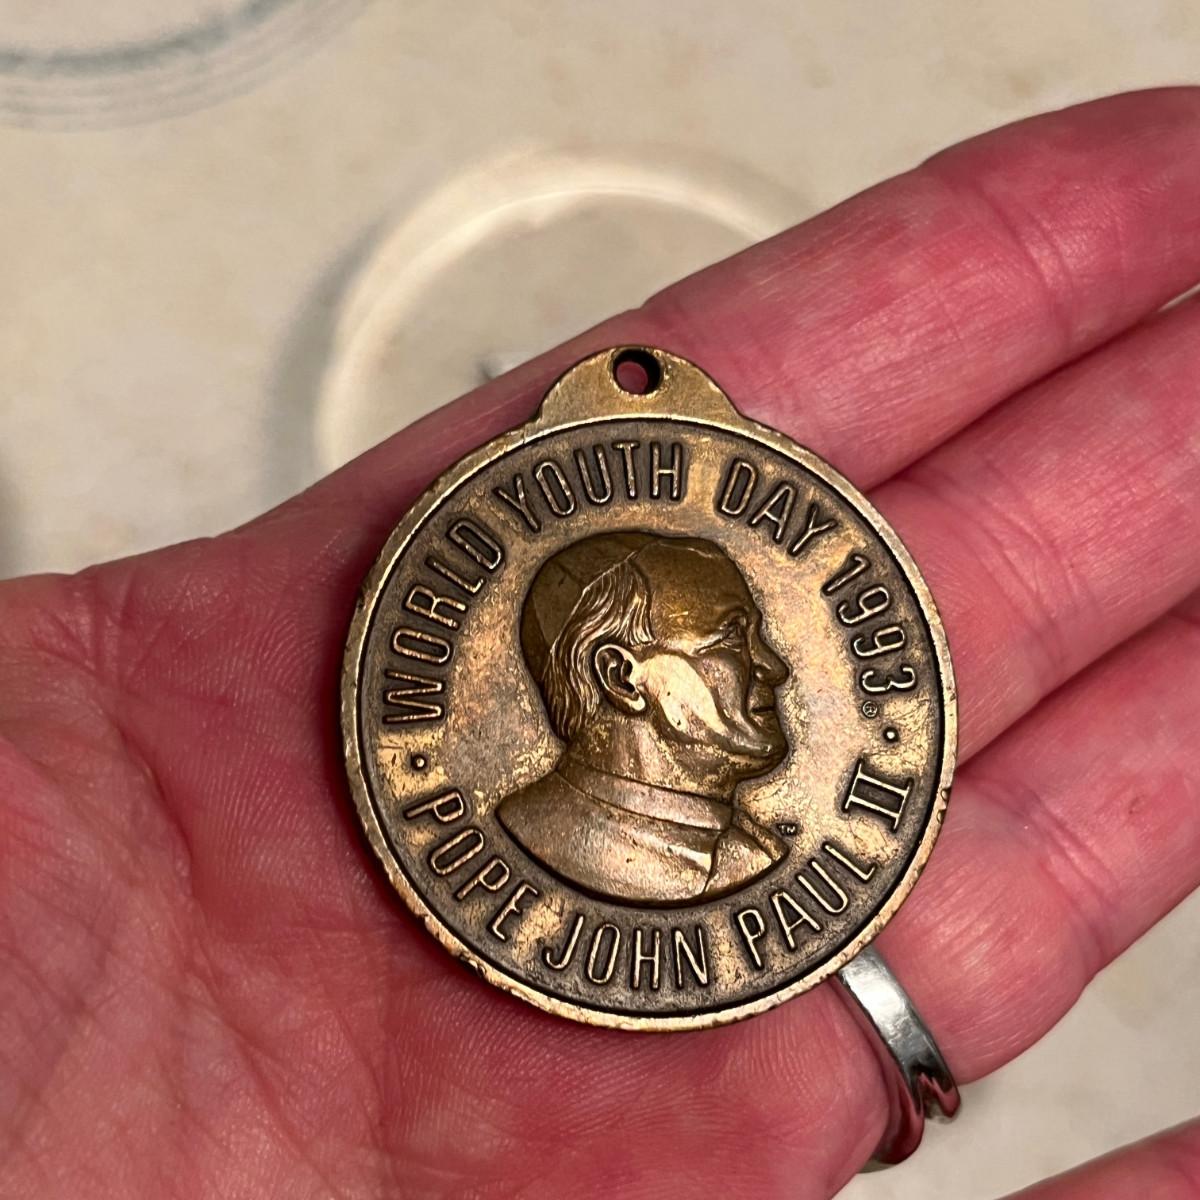 WORLD YOUTH DAY 1993®
· POPE JOHN PAUL II ·